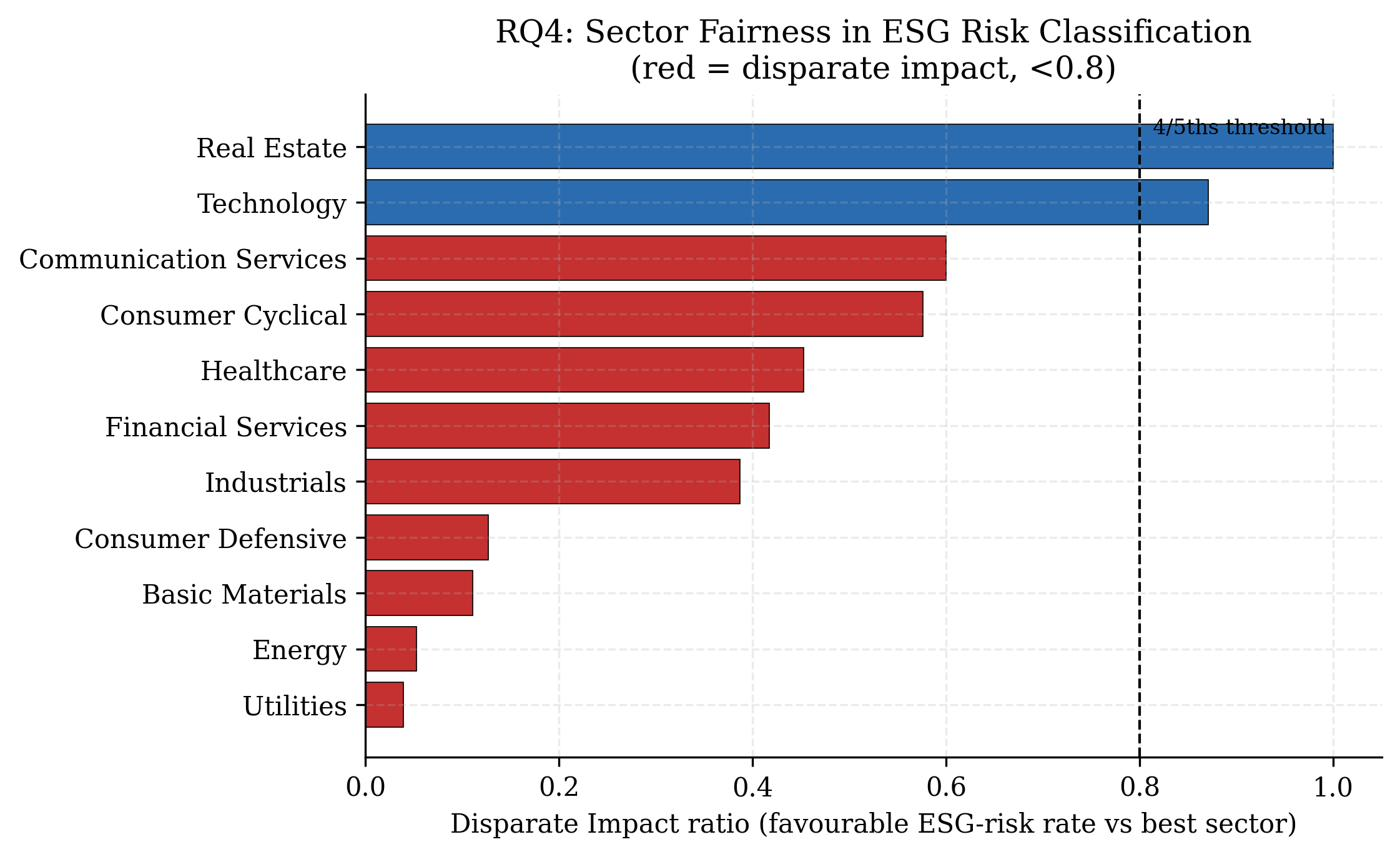 RQ4: Sector Fairness in ESG Risk Classification
(red = disparate impact, <0.8)
4/5ths threshold
Real Estate
Technology
Communication Services
Consumer Cyclical
Healthcare
Financial Services
Industrials
Consumer Defensive
Basic Materials
Energy
Utilities
0.0 0.2 0.4 0.6 0.8 1.0
Disparate Impact ratio (favourable ESG-risk rate vs best sector)